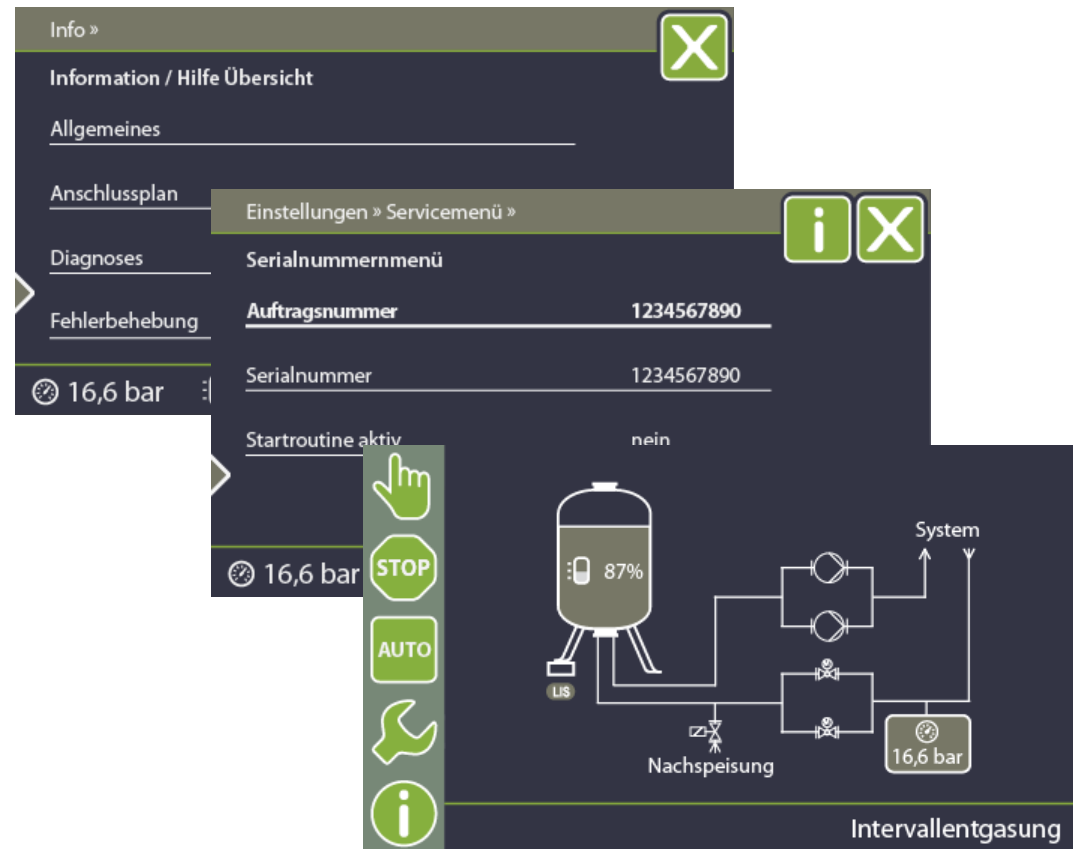 Info »
Information / Hilfe Übersicht
Allgemeines
Anschlussplan
Diagnoses
Fehlerbehebung
16,6 bar
Einstellungen » Servicemenü »
Serialnummernmenü
Auftragsnummer 1234567890
Serialnummer 1234567890
Startroutine aktiv nein
16,6 bar
STOP
AUTO
87%
LIS
System
Nachspeisung
16,6 bar
Intervallentgasung